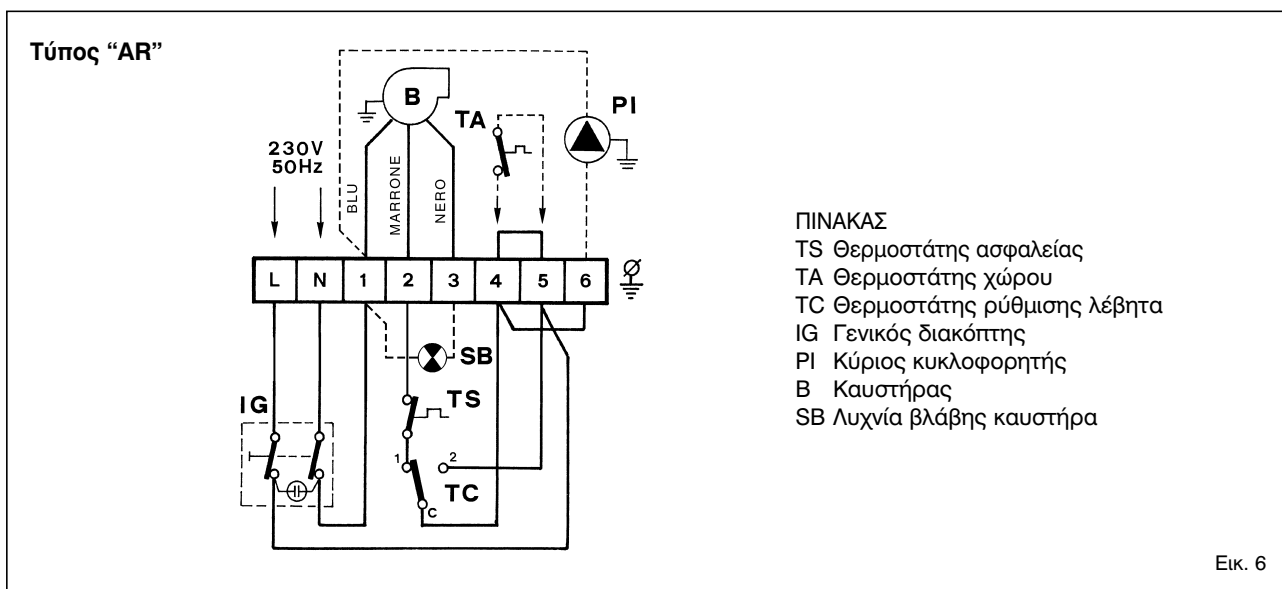 Τύπος “AR”
B
PI
TA
230V
50Hz
BLU
MARRONE
NERO
L N 1 2 3 4 5 6
SB
TS
IG
1 2
TC
C
ΠΙΝΑΚΑΣ
TS Θερμοστάτης ασφαλείας
TA Θερμοστάτης χώρου
TC Θερμοστάτης ρύθμισης λέβητα
IG Γενικός διακόπτης
PI Κύριος κυκλοφορητής
B Καυστήρας
SB Λυχνία βλάβης καυστήρα
Εικ. 6